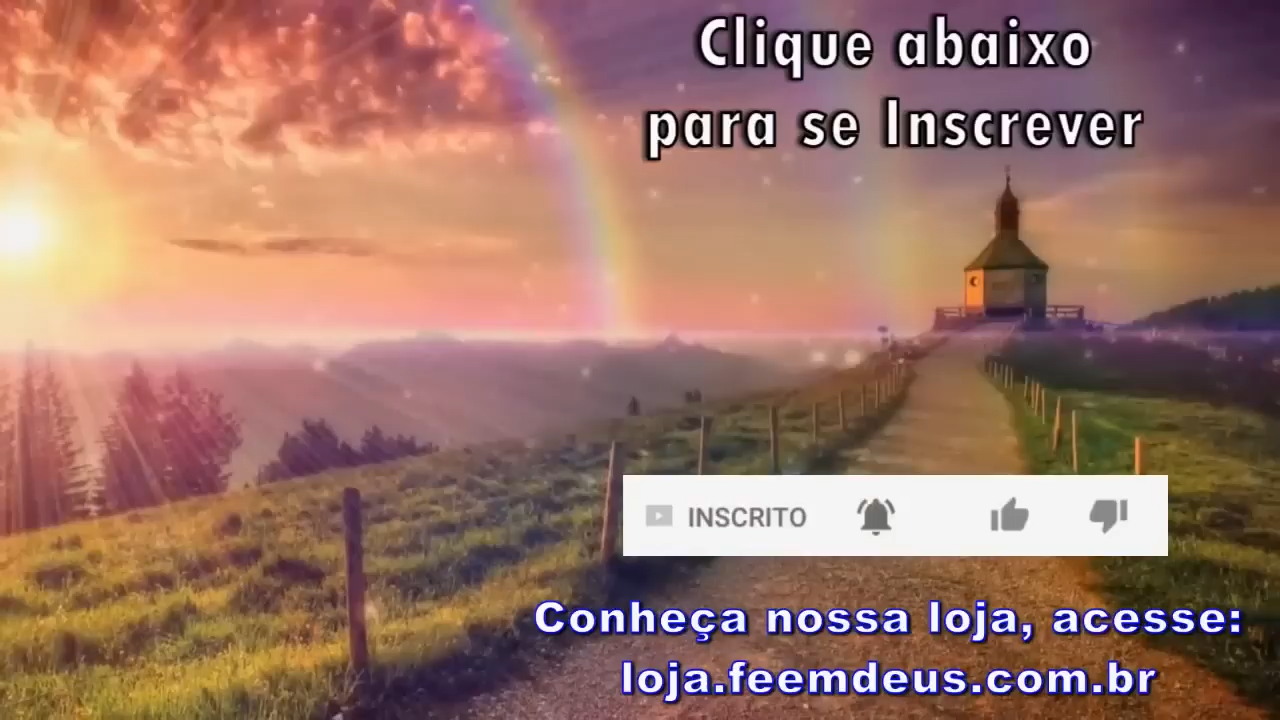 Clique abaixo
para se Inscrever
INSCRITO
Conheça nossa loja, acesse:
loja.feemdeus.com.br